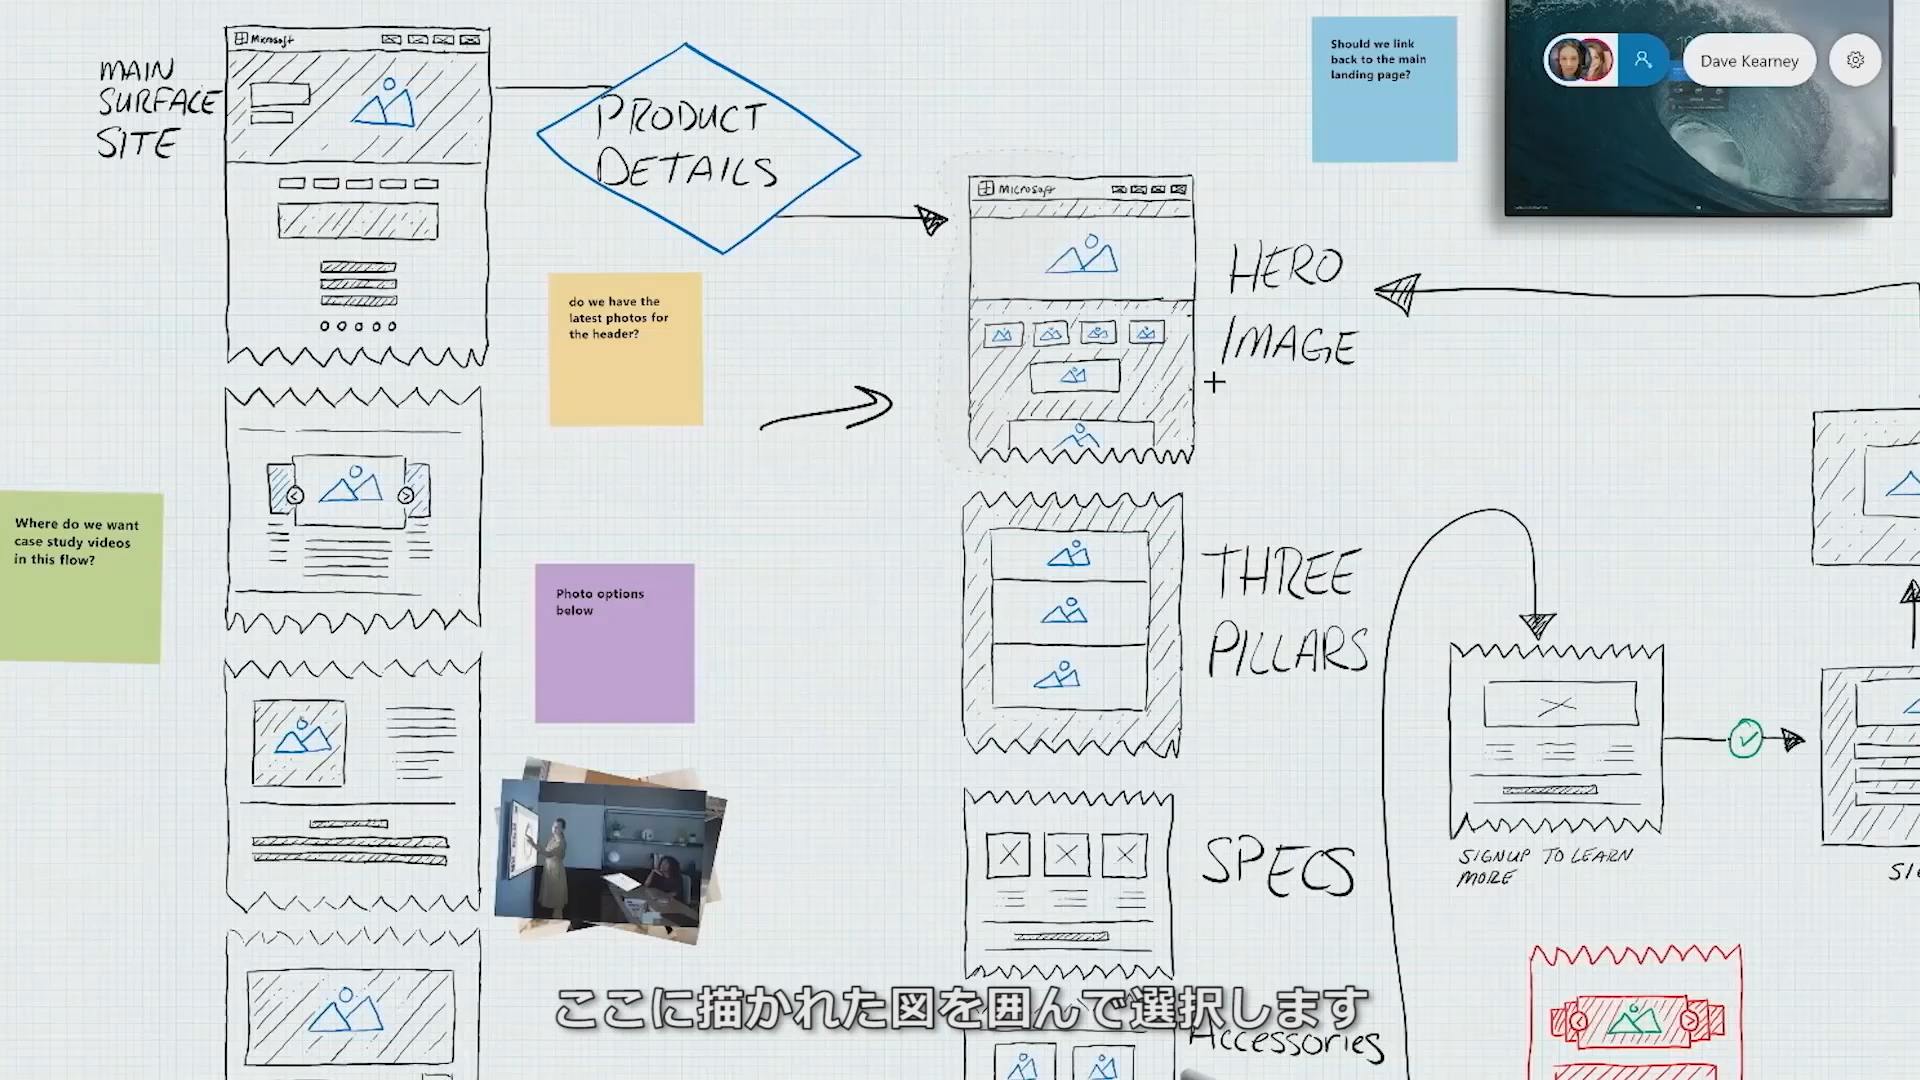 MAIN
SURFACE
SITE
Microsoft
PRODUCT
DETAILS
Should we link
back to the main
landing page?
Dave Kearney
Microsoft
HERO
IMAGE
do we have the
latest photos for
the header?
Where do we want
case study videos
in this flow?
Photo options
below
THREE
PILLARS
SPECS
SIGNUP TO LEARN
MORE
ここに描かれた図を囲んで選択します
Accessories